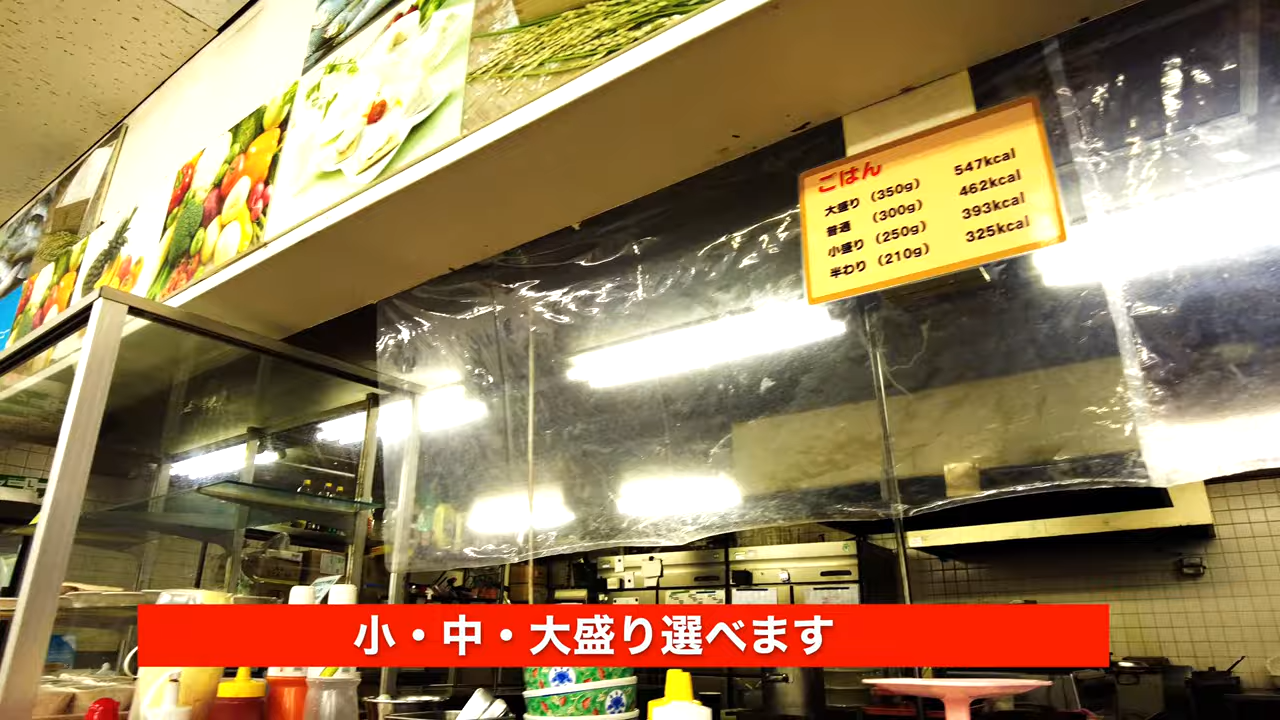 ごはん
大盛り（350g） 547kcal
普通 （300g） 462kcal
小盛り（250g） 393kcal
半わり（210g） 325kcal
小・中・大盛り選べます